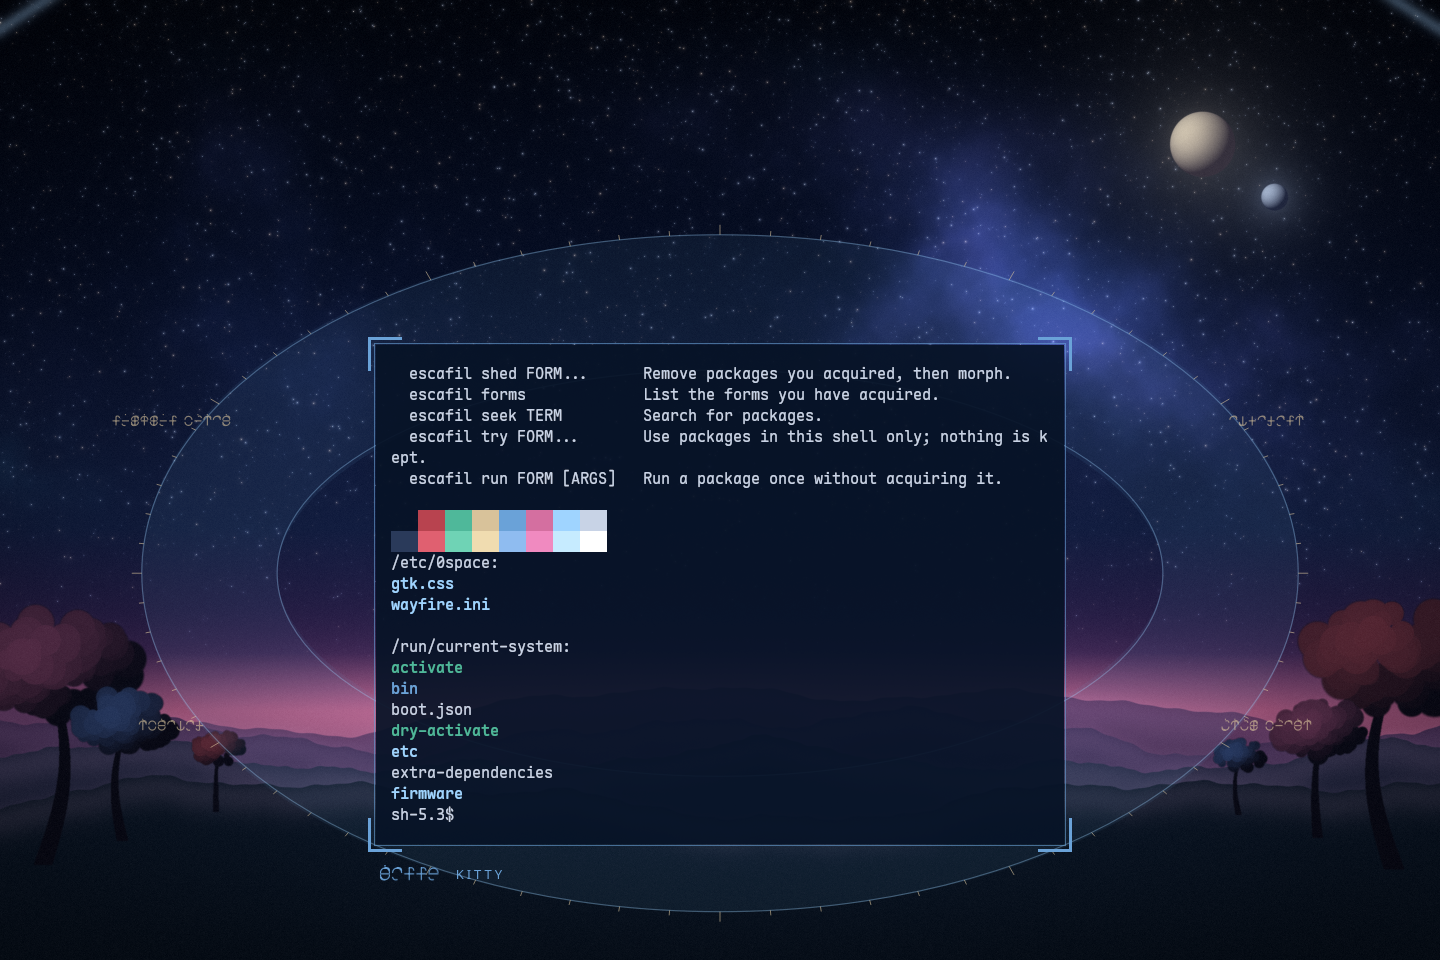 escafil shed FORM... Remove packages you acquired, then morph.
escafil forms List the forms you have acquired.
escafil seek TERM Search for packages.
escafil try FORM... Use packages in this shell only; nothing is k
ept.
escafil run FORM [ARGS] Run a package once without acquiring it.
/etc/0space:
gtk.css
wayfire.ini
/run/current-system:
activate
bin
boot.json
dry-activate
etc
extra-dependencies
firmware
sh-5.3$
KITTY